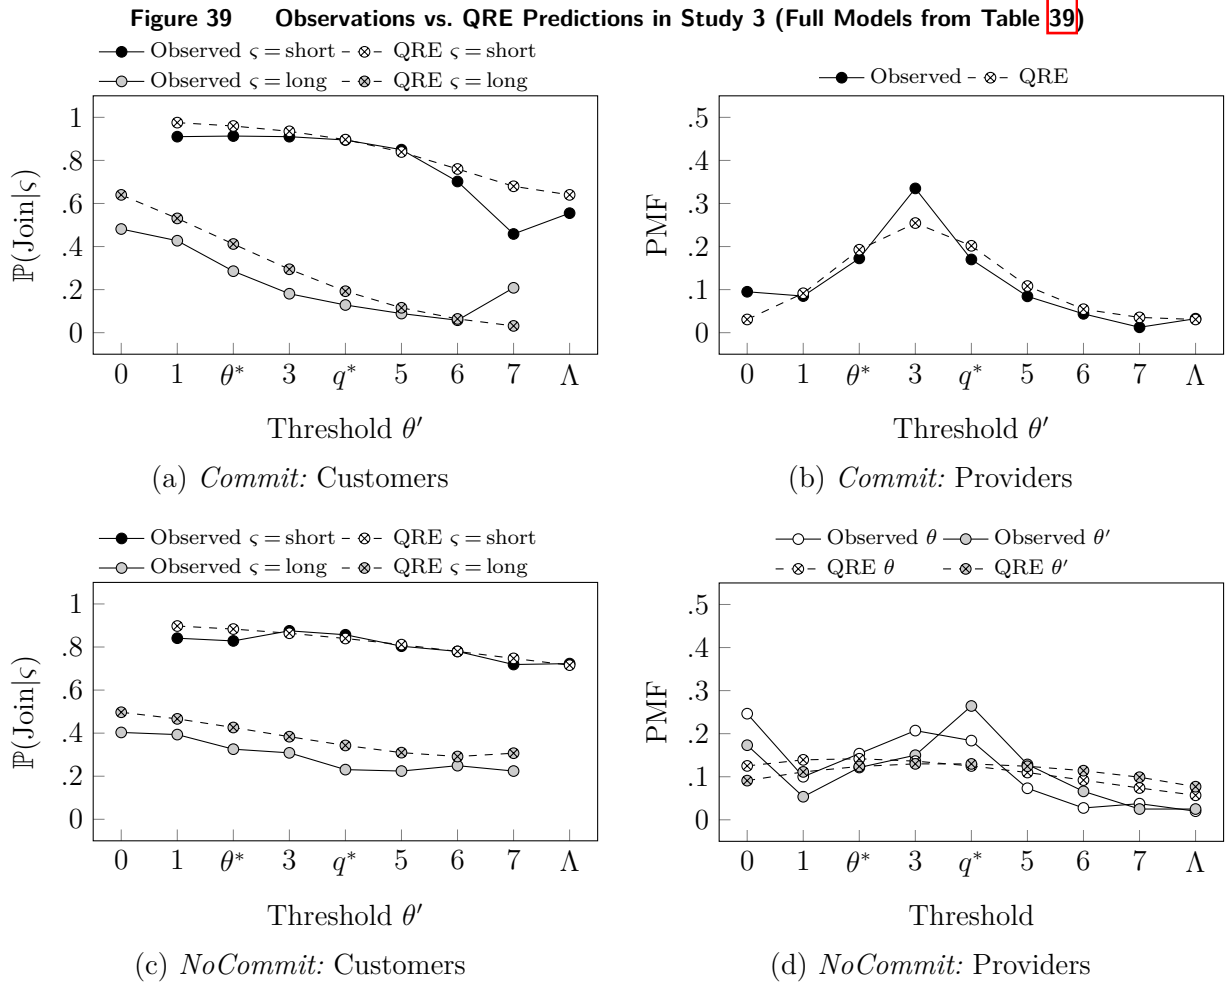 Figure 39 Observations vs. QRE Predictions in Study 3 (Full Models from Table 39)
Observed ς = short QRE ς = short
Observed ς = long QRE ς = long
1
.8
.6
.4
.2
0
ℙ(Join|ς)
0 1 θ* 3 q* 5 6 7 Λ
Threshold θ′
(a) Commit: Customers
Observed QRE
.5
.4
.3
.2
.1
0
PMF
0 1 θ* 3 q* 5 6 7 Λ
Threshold θ′
(b) Commit: Providers
Observed ς = short QRE ς = short
Observed ς = long QRE ς = long
1
.8
.6
.4
.2
0
ℙ(Join|ς)
0 1 θ* 3 q* 5 6 7 Λ
Threshold θ′
(c) NoCommit: Customers
Observed θ Observed θ′
QRE θ QRE θ′
.5
.4
.3
.2
.1
0
PMF
0 1 θ* 3 q* 5 6 7 Λ
Threshold
(d) NoCommit: Providers